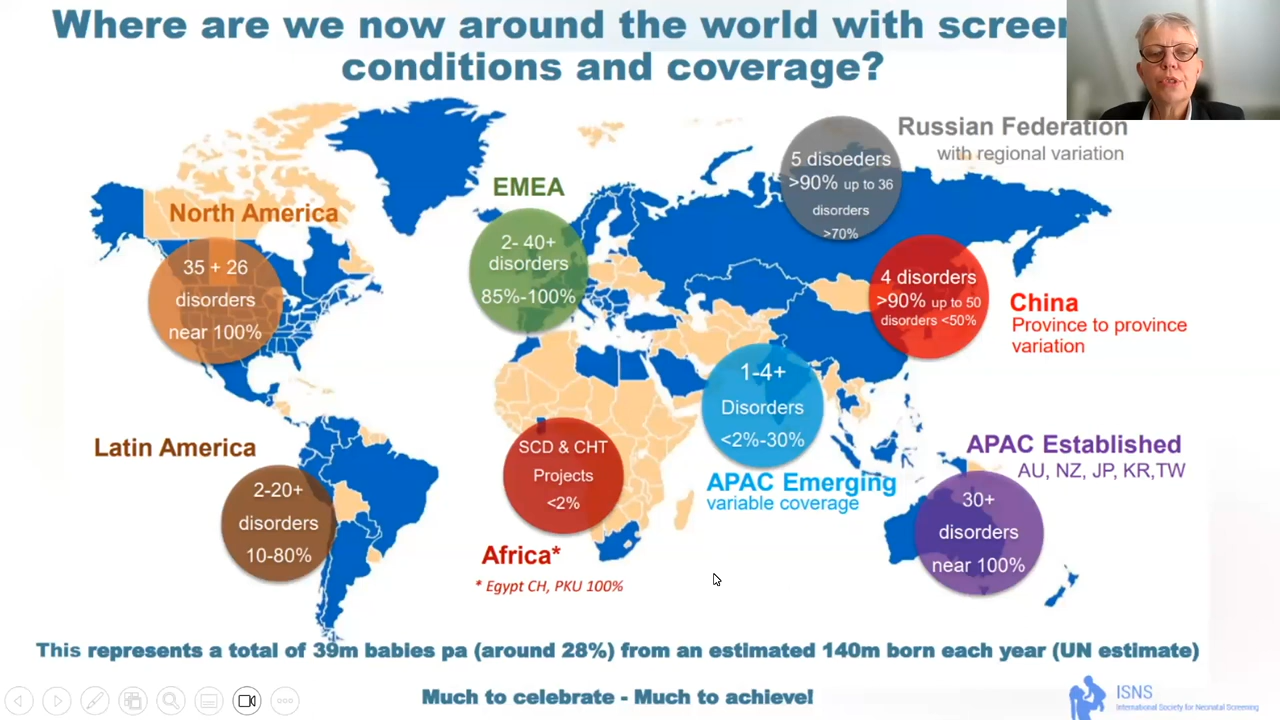 Where are we now around the world with screen
conditions and coverage?
Russian Federation
with regional variation
5 disoeders
>90% up to 36
disorders
>70%
EMEA
2- 40+
disorders
85%-100%
North America
35 + 26
disorders
near 100%
4 disorders
>90% up to 50
disorders <50%
China
Province to province
variation
1-4+
Disorders
<2%-30%
APAC Emerging
variable coverage
Latin America
2-20+
disorders
10-80%
SCD & CHT
Projects
<2%
Africa*
* Egypt CH, PKU 100%
APAC Established
AU, NZ, JP, KR,TW
30+
disorders
near 100%
This represents a total of 39m babies pa (around 28%) from an estimated 140m born each year (UN estimate)
Much to celebrate - Much to achieve!
ISNS
International Society for Neonatal Screening